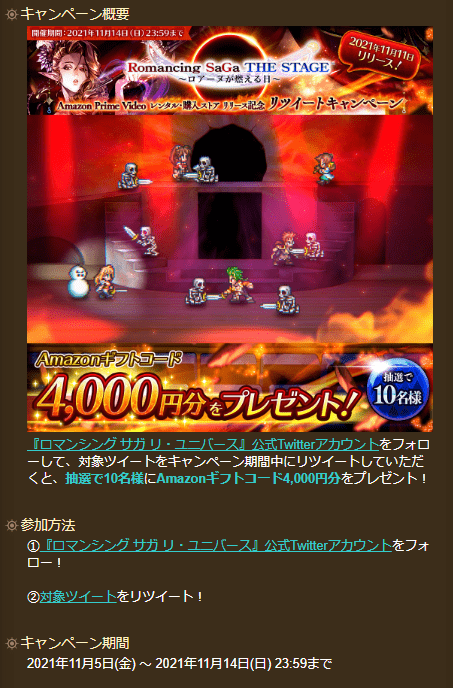 キャンペーン概要
開催期間：2021年11月14日(日) 23:59まで
2021年11月11日
リリース！
Romancing SaGa THE STAGE
～ロアーヌが燃える日～
Amazon Prime Video レンタル・購入ストア リリース記念 リツイートキャンペーン
Amazonギフトコード
4,000円分をプレゼント！
抽選で
10名様
『ロマンシング サガ リ・ユニバース』公式Twitterアカウントをフォロ
ーして、対象ツイートをキャンペーン期間中にリツイートしていただ
くと、抽選で10名様にAmazonギフトコード4,000円分をプレゼント！
参加方法
①『ロマンシング サガ リ・ユニバース』公式Twitterアカウントをフォ
ロー！
②対象ツイートをリツイート！
キャンペーン期間
2021年11月5日(金) ～ 2021年11月14日(日) 23:59まで